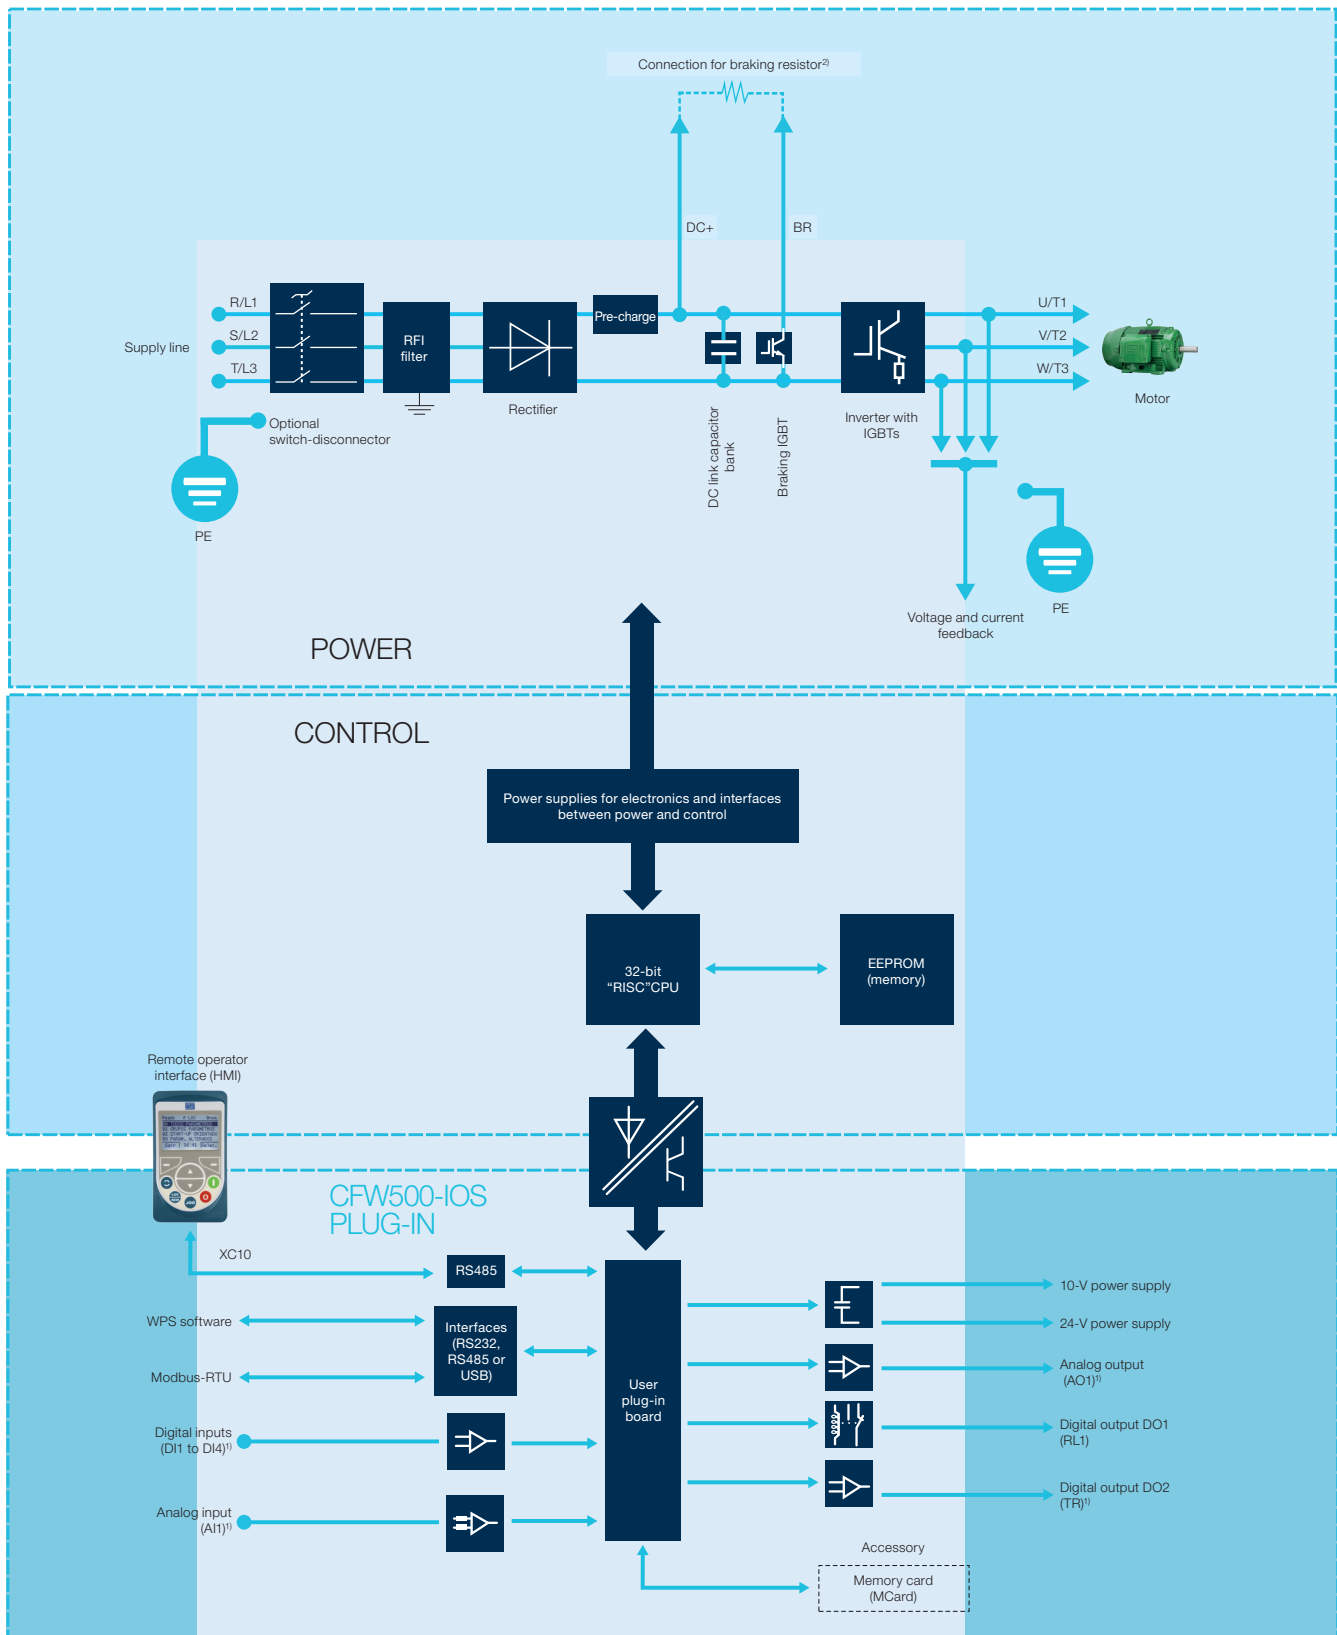 Connection for braking resistor2)
DC+
BR
R/L1
S/L2
T/L3
Supply line
RFI
filter
Pre-charge
Rectifier
U/T1
V/T2
W/T3
Motor
Optional
switch-disconnector
DC link capacitor
bank
Braking IGBT
Inverter with
IGBTs
PE
PE
Voltage and current
feedback
POWER
CONTROL
Power supplies for electronics and interfaces
between power and control
32-bit
“RISC”CPU
EEPROM
(memory)
Remote operator
interface (HMI)
CFW500-IOS
PLUG-IN
XC10
RS485
WPS software
Interfaces
(RS232,
RS485 or
USB)
Modbus-RTU
Digital inputs
(DI1 to DI4)1)
Analog input
(AI1)1)
User
plug-in
board
10-V power supply
24-V power supply
Analog output
(AO1)1)
Digital output DO1
(RL1)
Digital output DO2
(TR)1)
Accessory
Memory card
(MCard)